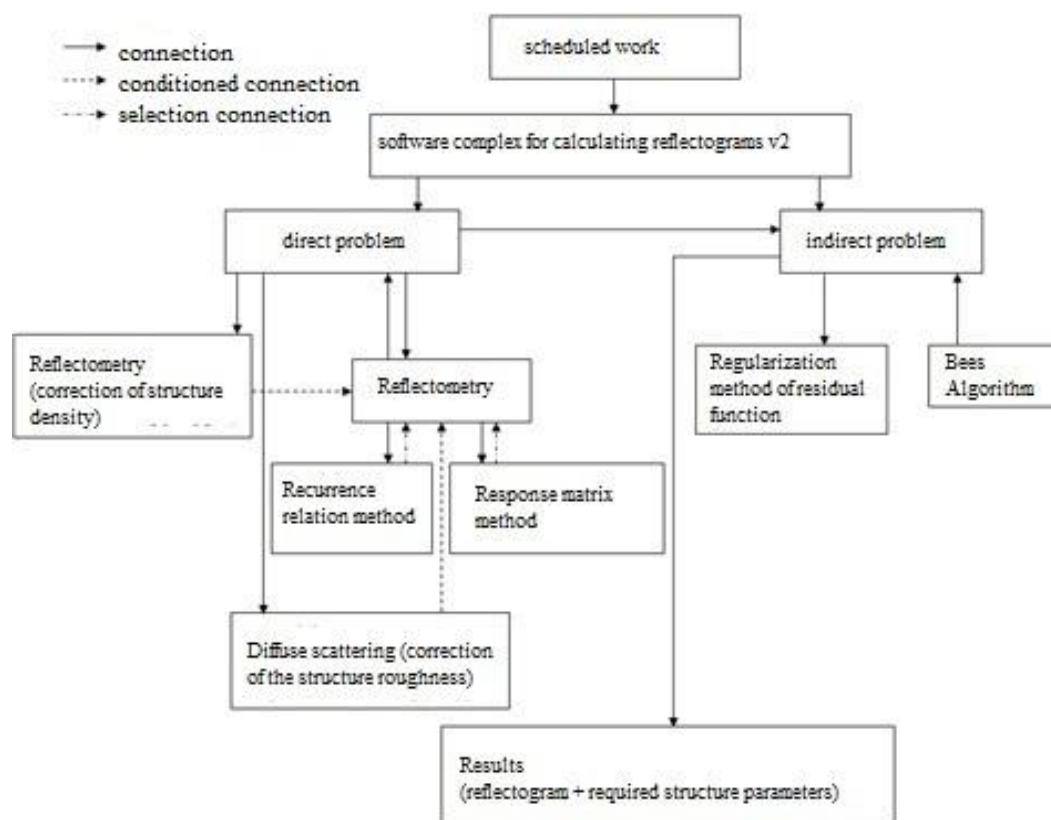 scheduled work
connection
conditioned connection
selection connection
software complex for calculating reflectograms v2
direct problem
indirect problem
Reflectometry
(correction of structure
density)
Reflectometry
Regularization
method of residual
function
Bees
Algorithm
Recurrence
relation method
Response matrix
method
Diffuse scattering (correction
of the structure roughness)
Results
(reflectogram + required structure parameters)